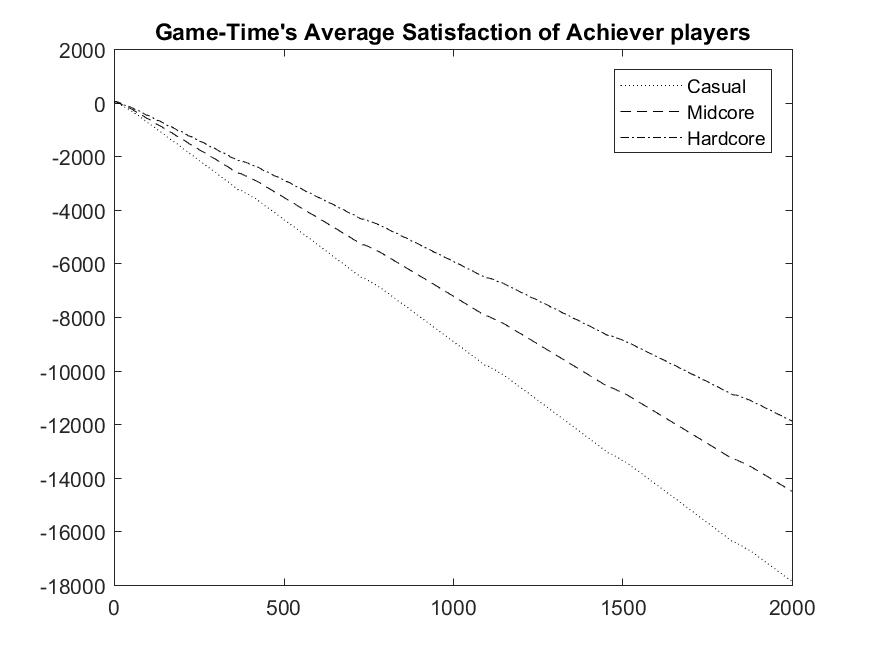 Game-Time's Average Satisfaction of Achiever players
2000
0
-2000
-4000
-6000
-8000
-10000
-12000
-14000
-16000
-18000
Casual
Midcore
Hardcore
0 500 1000 1500 2000